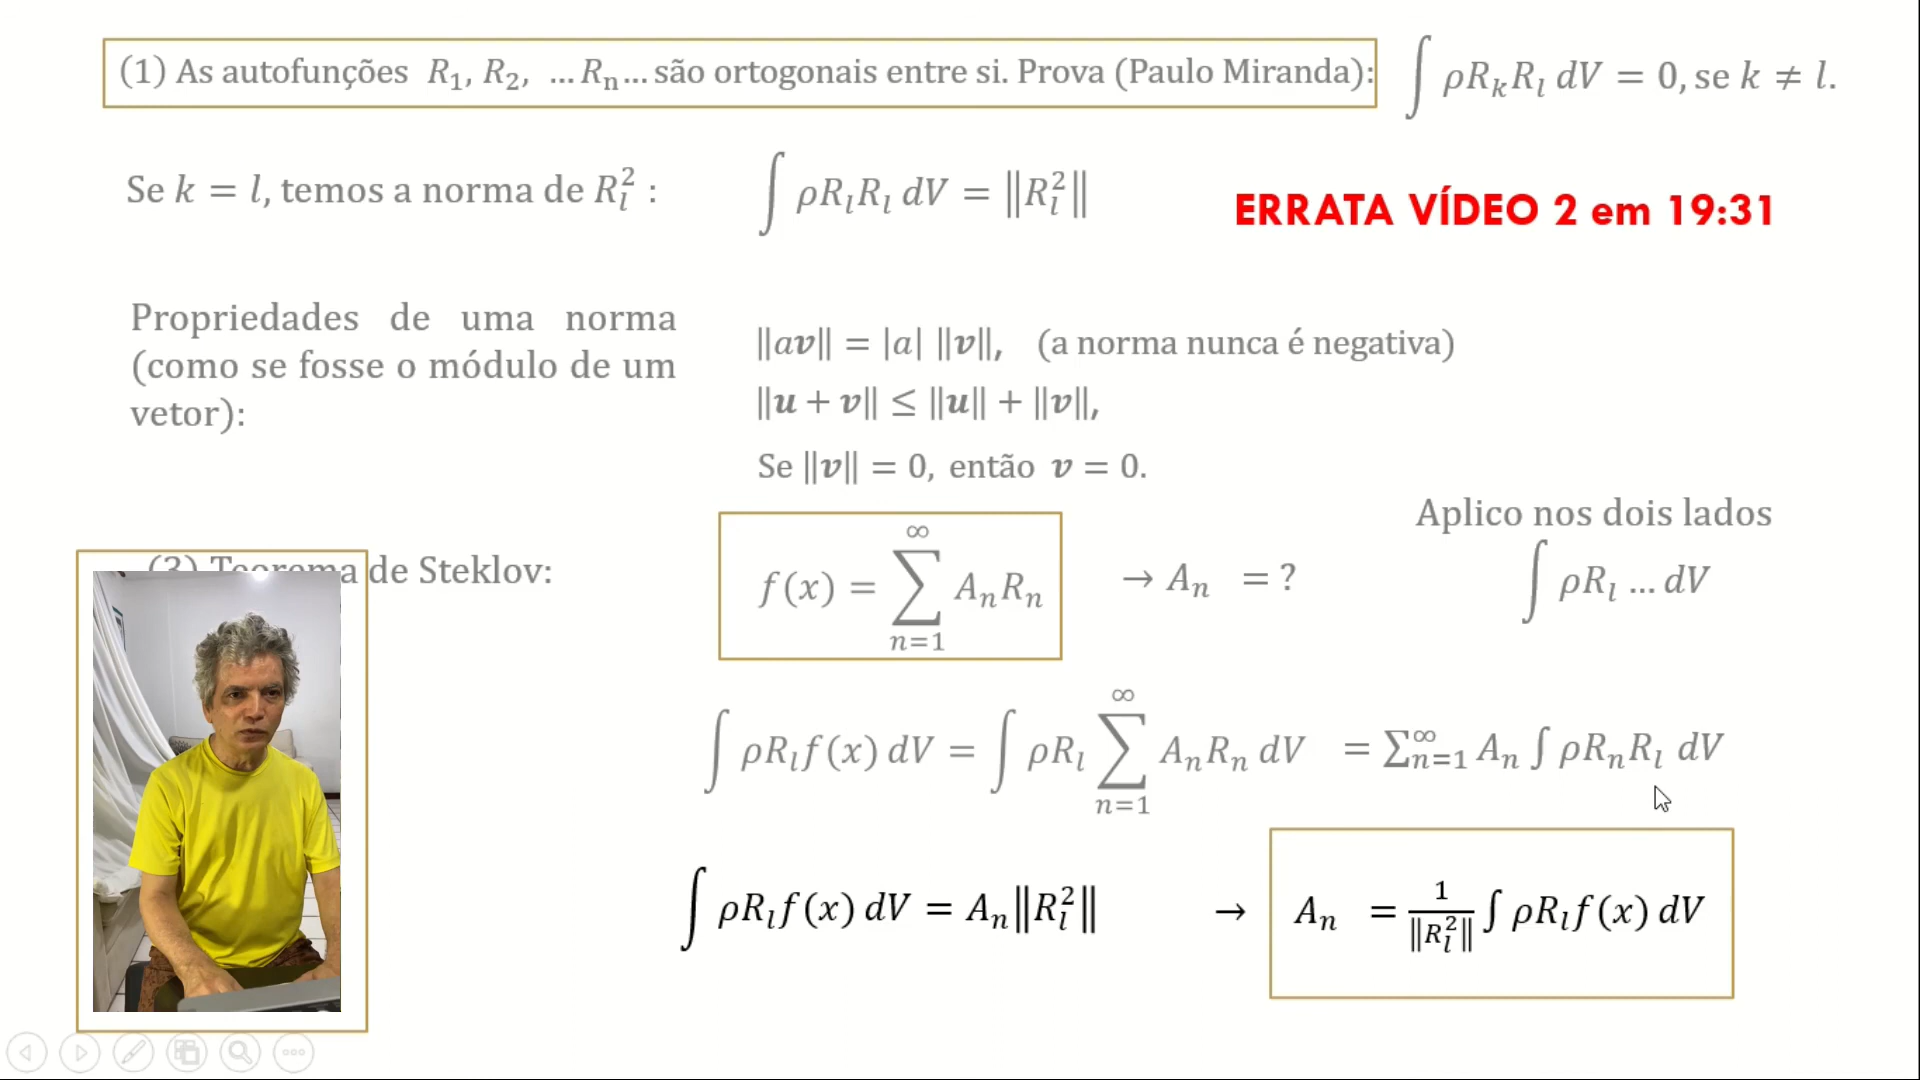 (1) As autofunções R₁, R₂, ...Rₙ... são ortogonais entre si. Prova (Paulo Miranda): ∫ ρRₖRₗ dV = 0, se k ≠ l.
Se k = l, temos a norma de Rₗ² : ∫ ρRₗRₗ dV = ‖Rₗ²‖
ERRATA VÍDEO 2 em 19:31
Propriedades de uma norma
(como se fosse o módulo de um
vetor):
‖av‖ = |a| ‖v‖, (a norma nunca é negativa)
‖u + v‖ ≤ ‖u‖ + ‖v‖,
Se ‖v‖ = 0, então v = 0.
de Steklov:
f(x) = ∑_{n=1}^{∞} AₙRₙ → Aₙ = ?
Aplico nos dois lados
∫ ρRₗ ... dV
∫ ρRₗf(x) dV = ∫ ρRₗ ∑_{n=1}^{∞} AₙRₙ dV = ∑_{n=1}^{∞} Aₙ ∫ ρRₙRₗ dV
∫ ρRₗf(x) dV = Aₙ‖Rₗ²‖ → Aₙ = 1/‖Rₗ²‖ ∫ ρRₗf(x) dV